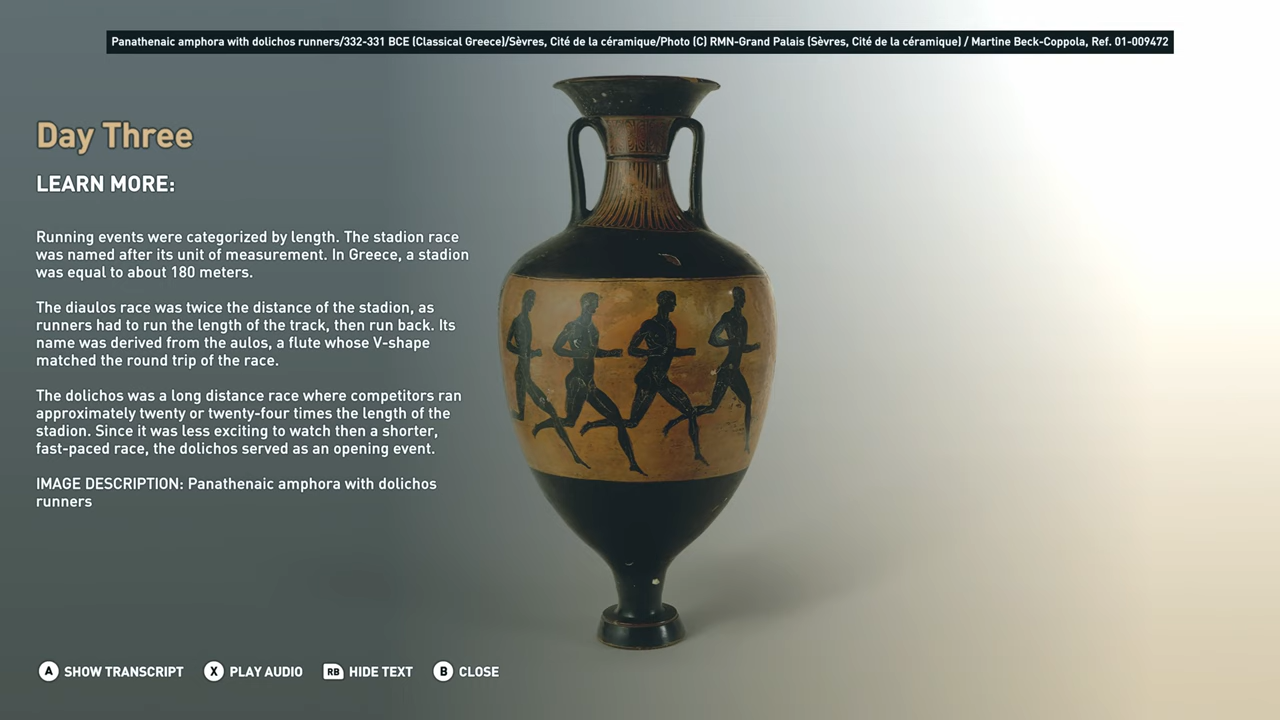 Panathenaic amphora with dolichos runners/332-331 BCE (Classical Greece)/Sèvres, Cité de la céramique/Photo (C) RMN-Grand Palais (Sèvres, Cité de la céramique) / Martine Beck-Coppola, Ref. 01-009472
Day Three
LEARN MORE:
Running events were categorized by length. The stadion race
was named after its unit of measurement. In Greece, a stadion
was equal to about 180 meters.
The diaulos race was twice the distance of the stadion, as
runners had to run the length of the track, then run back. Its
name was derived from the aulos, a flute whose V-shape
matched the round trip of the race.
The dolichos was a long distance race where competitors ran
approximately twenty or twenty-four times the length of the
stadion. Since it was less exciting to watch then a shorter,
fast-paced race, the dolichos served as an opening event.
IMAGE DESCRIPTION: Panathenaic amphora with dolichos
runners
A SHOW TRANSCRIPT X PLAY AUDIO RB HIDE TEXT B CLOSE